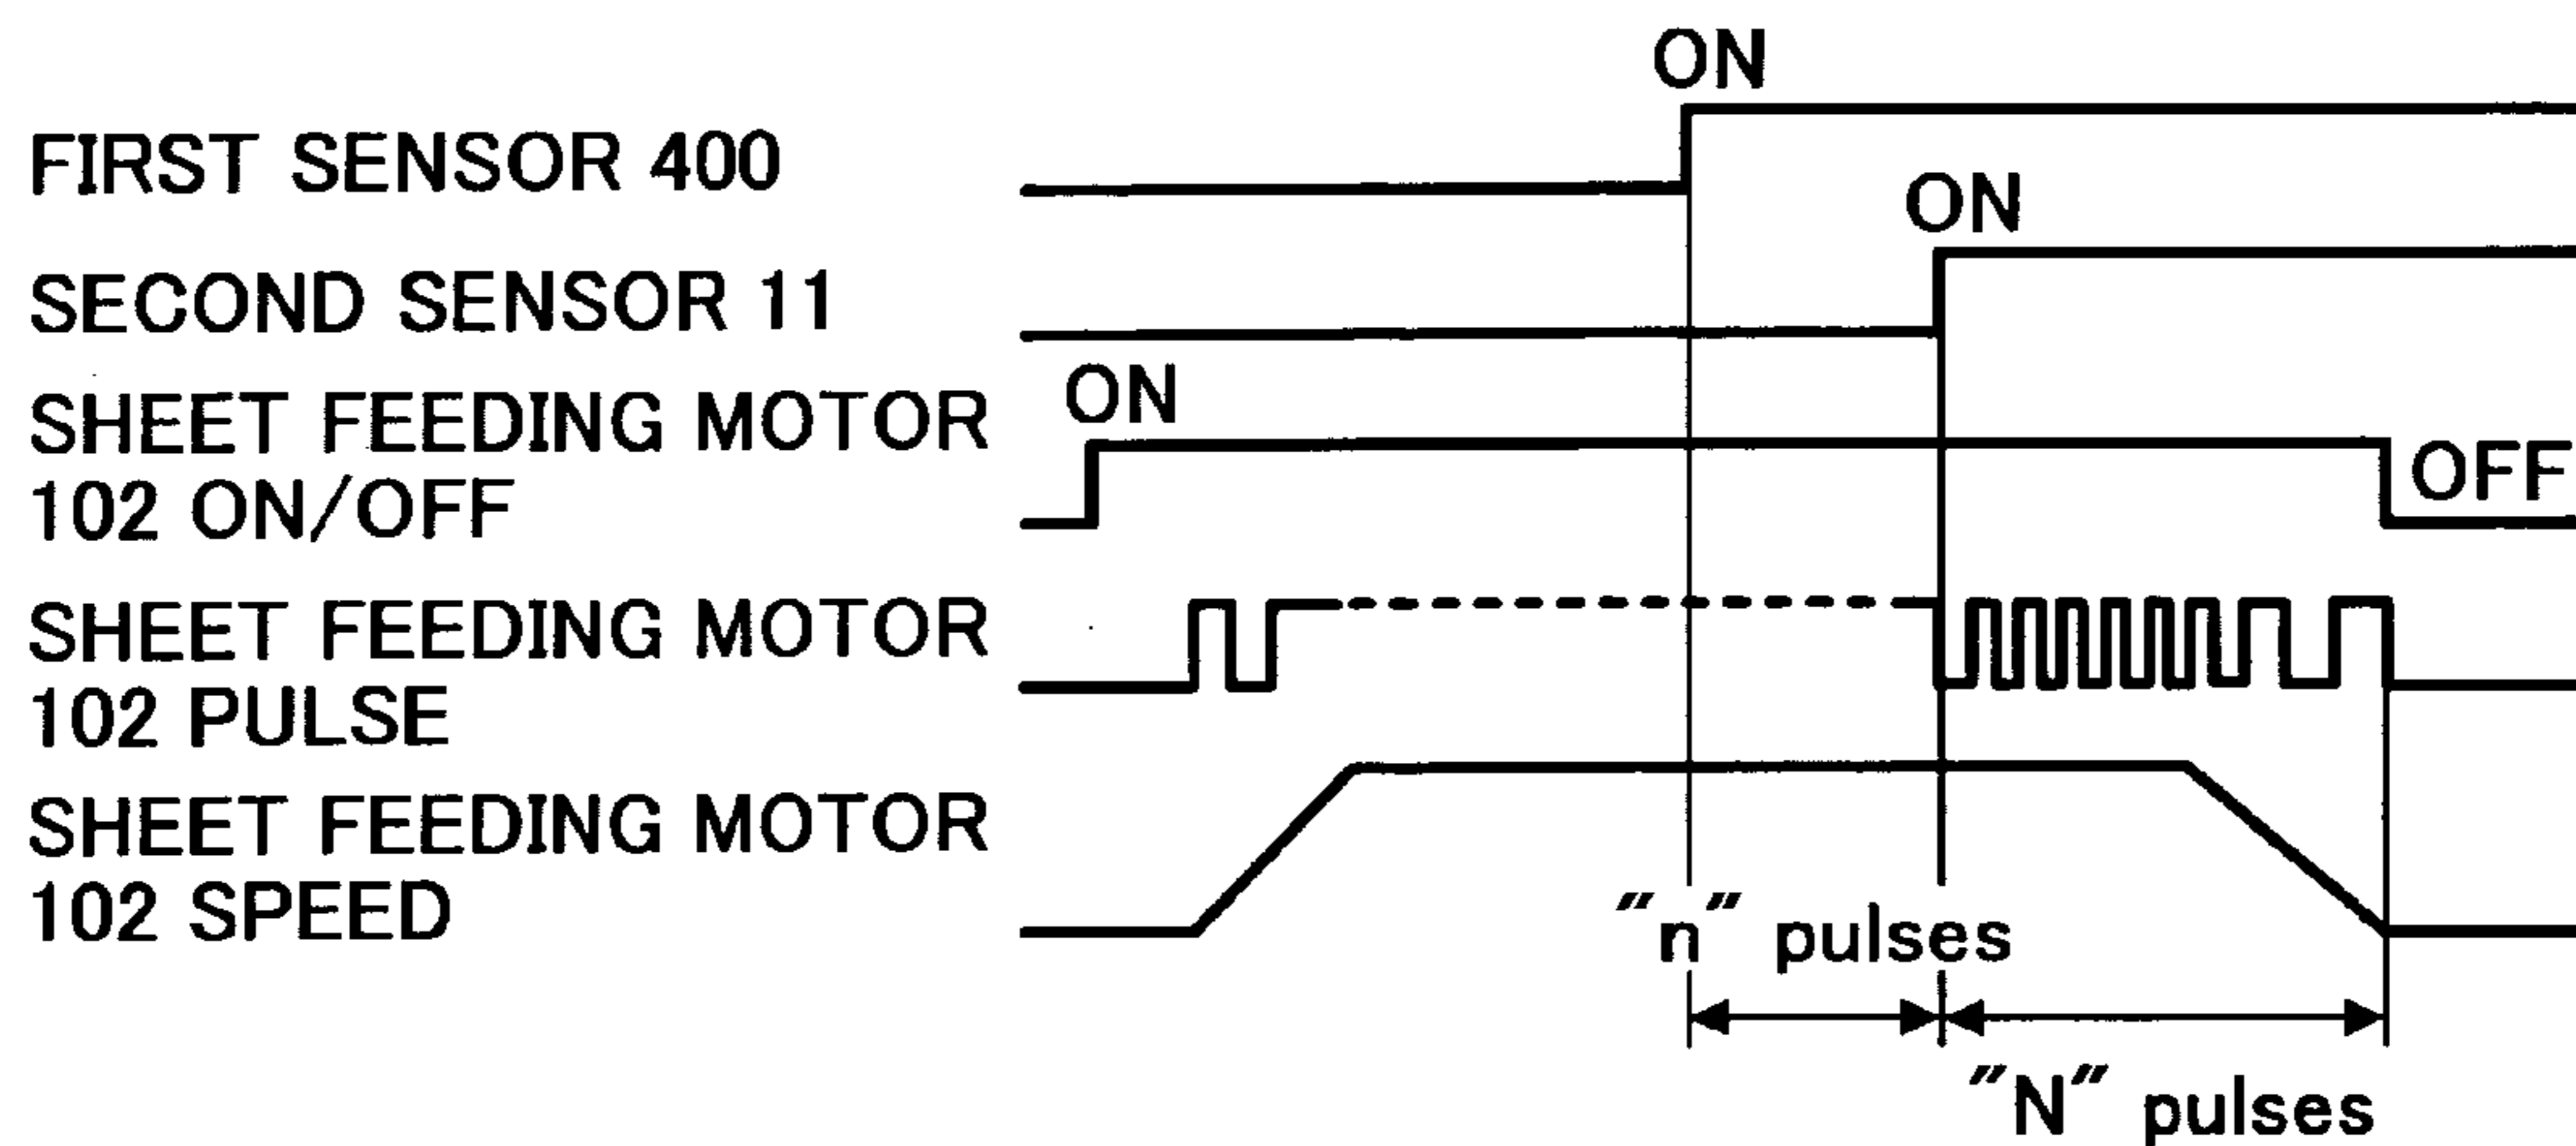 ON
FIRST SENSOR 400
ON
SECOND SENSOR 11
ON
SHEET FEEDING MOTOR
102 ON/OFF
OFF
SHEET FEEDING MOTOR
102 PULSE
SHEET FEEDING MOTOR
102 SPEED
"n" pulses
"N" pulses